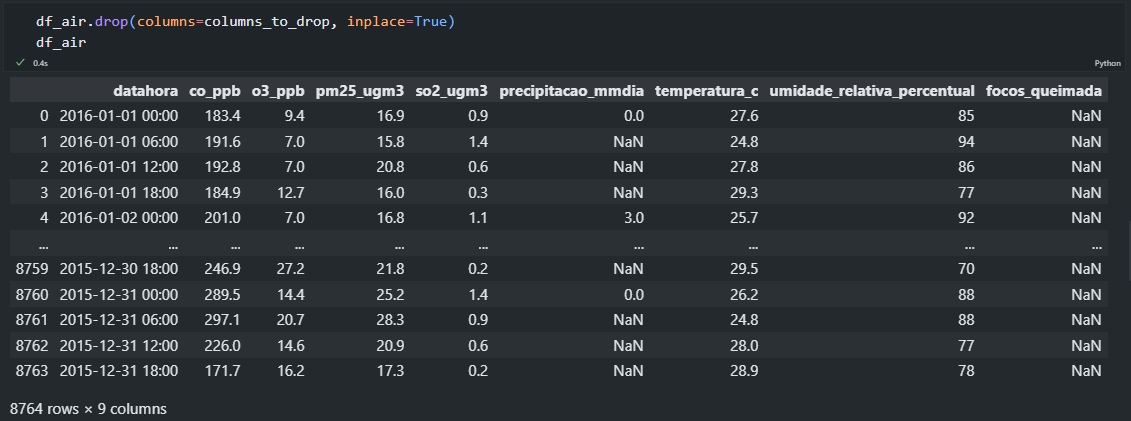 df_air.drop(columns=columns_to_drop, inplace=True)
df_air
✓ 0.4s Python
datahora co_ppb o3_ppb pm25_ugm3 so2_ugm3 precipitacao_mmdia temperatura_c umidade_relativa_percentual focos_queimada
0 2016-01-01 00:00 183.4 9.4 16.9 0.9 0.0 27.6 85 NaN
1 2016-01-01 06:00 191.6 7.0 15.8 1.4 NaN 24.8 94 NaN
2 2016-01-01 12:00 192.8 7.0 20.8 0.6 NaN 27.8 86 NaN
3 2016-01-01 18:00 184.9 12.7 16.0 0.3 NaN 29.3 77 NaN
4 2016-01-02 00:00 201.0 7.0 16.8 1.1 3.0 25.7 92 NaN
... ... ... ... ... ... ... ... ... ...
8759 2015-12-30 18:00 246.9 27.2 21.8 0.2 NaN 29.5 70 NaN
8760 2015-12-31 00:00 289.5 14.4 25.2 1.4 0.0 26.2 88 NaN
8761 2015-12-31 06:00 297.1 20.7 28.3 0.9 NaN 24.8 88 NaN
8762 2015-12-31 12:00 226.0 14.6 20.9 0.6 NaN 28.0 77 NaN
8763 2015-12-31 18:00 171.7 16.2 17.3 0.2 NaN 28.9 78 NaN
8764 rows × 9 columns